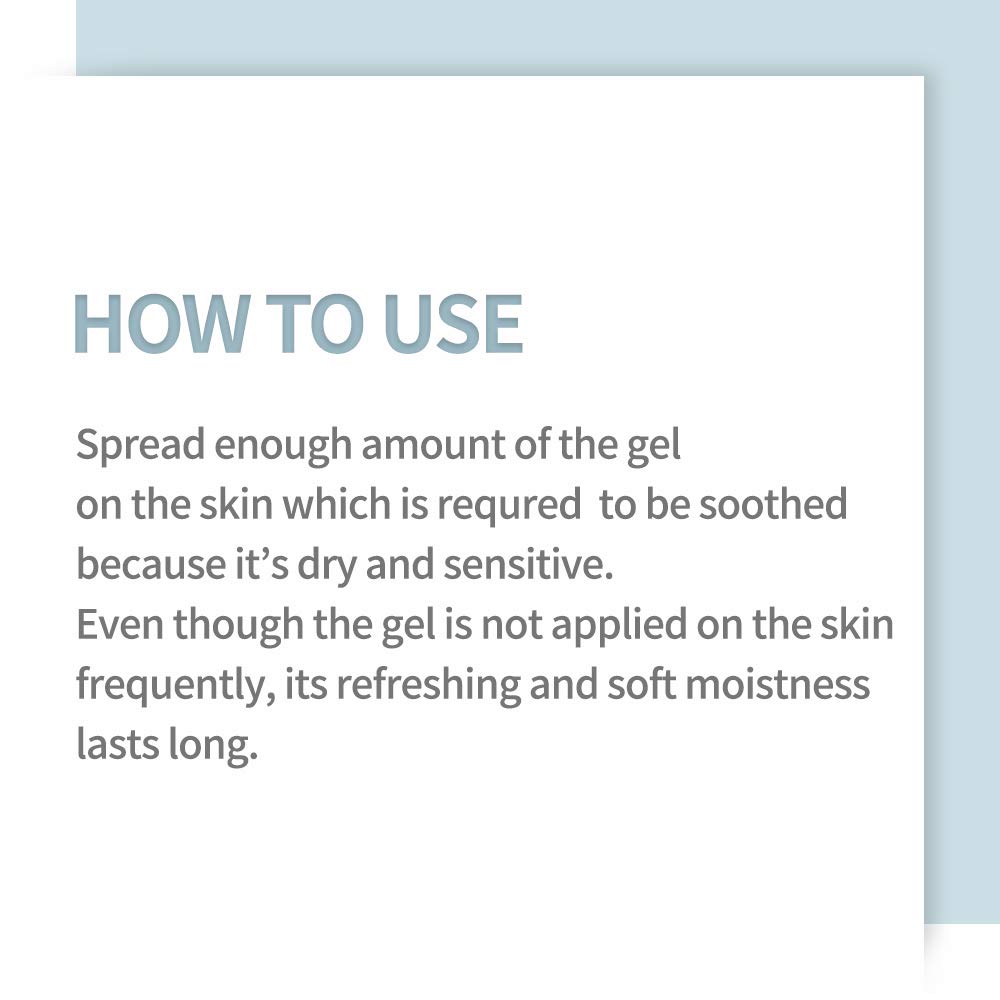 HOW TO USE
Spread enough amount of the gel
on the skin which is requred  to be soothed
because it’s dry and sensitive.
Even though the gel is not applied on the skin
frequently, its refreshing and soft moistness
lasts long.